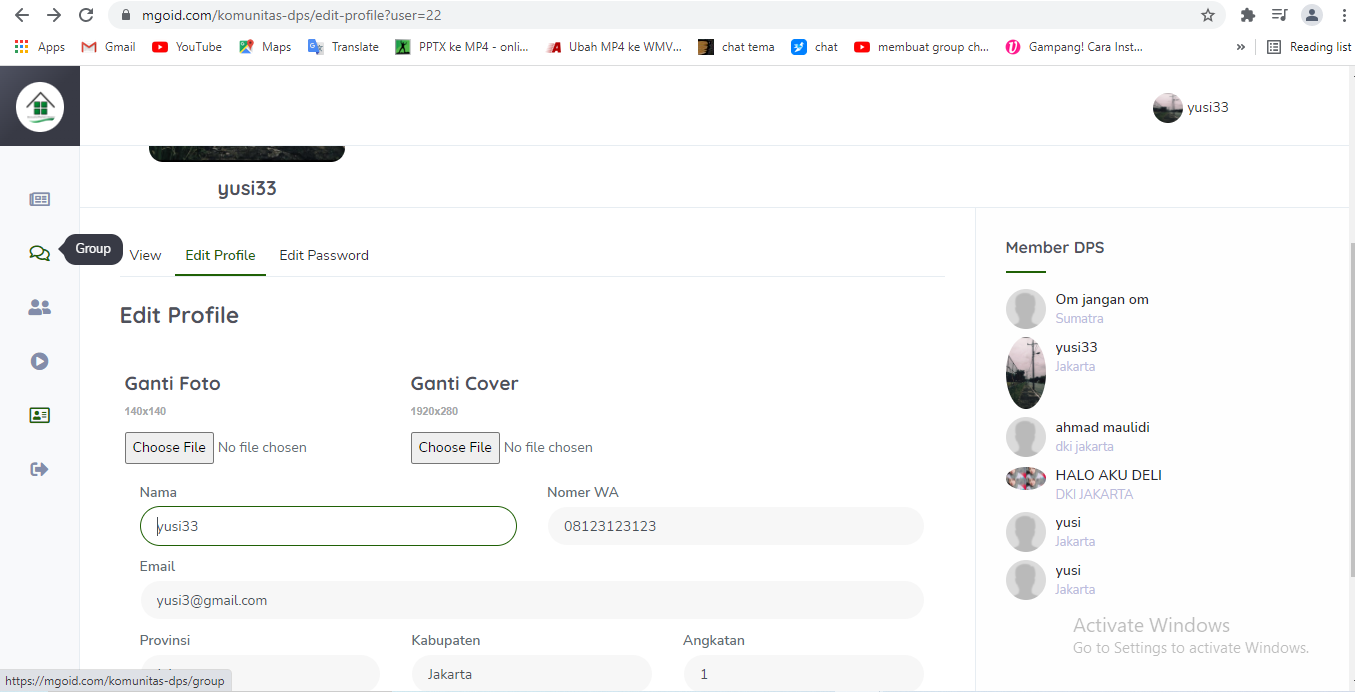 mgoid.com/komunitas-dps/edit-profile?user=22
Apps Gmail YouTube Maps Translate PPTX ke MP4 - onli... Ubah MP4 ke WMV... chat tema chat membuat group ch... Gampang! Cara Inst... » Reading list
yusi33
yusi33
Group
View Edit Profile Edit Password
Edit Profile
Ganti Foto Ganti Cover
140x140 1920x280
Choose File No file chosen Choose File No file chosen
Nama Nomer WA
yusi33 08123123123
Email
yusi3@gmail.com
Provinsi Kabupaten Angkatan
Jakarta 1
Member DPS
Om jangan om
Sumatra
yusi33
Jakarta
ahmad maulidi
dki jakarta
HALO AKU DELI
DKI JAKARTA
yusi
Jakarta
yusi
Jakarta
Activate Windows
Go to Settings to activate Windows.
https://mgoid.com/komunitas-dps/group